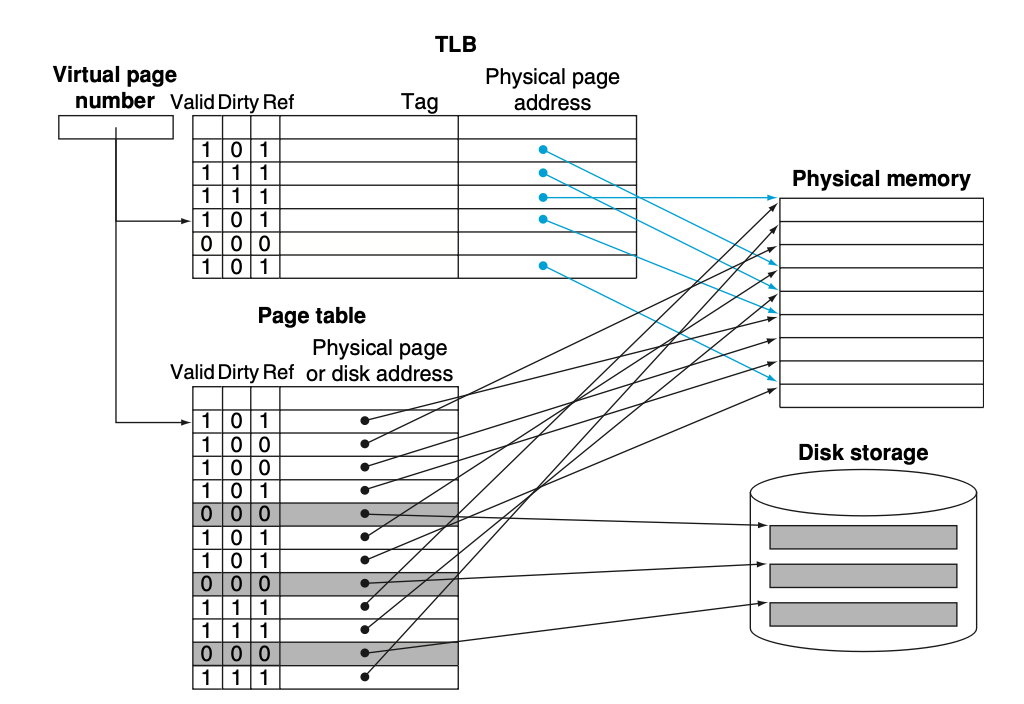 TLB
Virtual page
number
Physical page
address
Valid Dirty Ref
Tag
1 0 1
1 1 1
1 1 1
1 0 1
0 0 0
1 0 1
Physical memory
Page table
Physical page
or disk address
Valid Dirty Ref
1 0 1
1 0 0
1 0 0
1 0 1
0 0 0
1 0 1
1 0 1
0 0 0
1 1 1
1 1 1
0 0 0
1 1 1
Disk storage